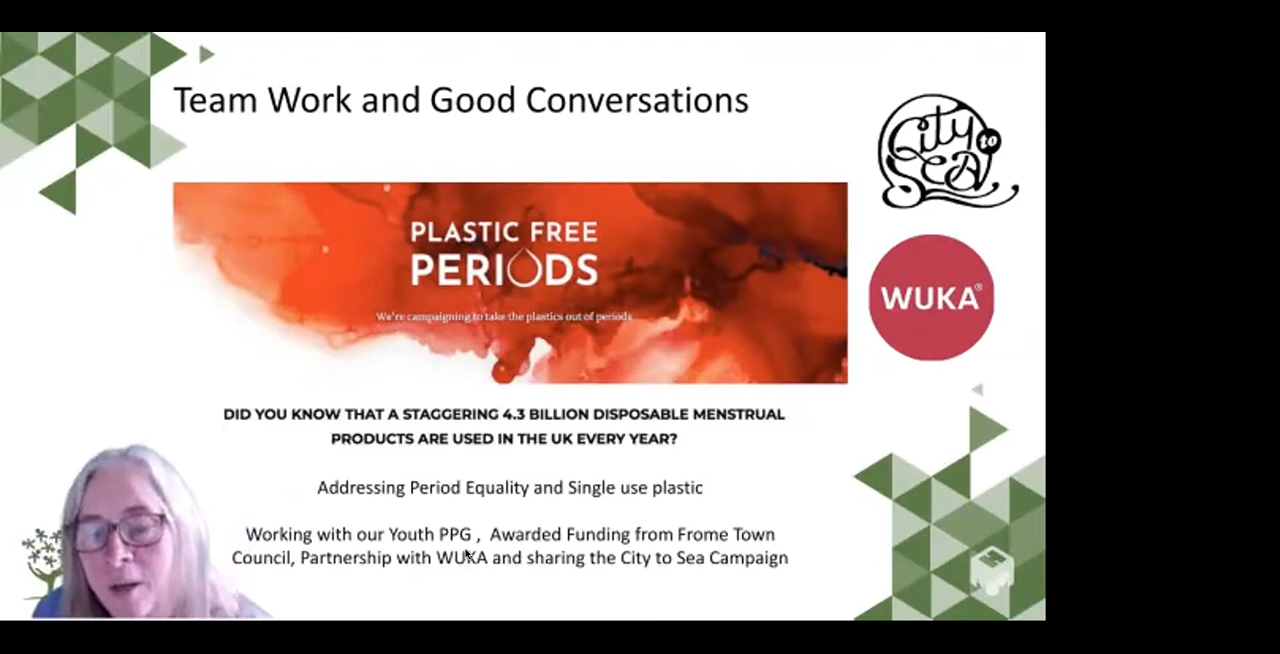 Team Work and Good Conversations
City to Sea
PLASTIC FREE
PERIODS
We're campaigning to take the plastics out of periods
WUKA®
DID YOU KNOW THAT A STAGGERING 4.3 BILLION DISPOSABLE MENSTRUAL
PRODUCTS ARE USED IN THE UK EVERY YEAR?
Addressing Period Equality and Single use plastic
Working with our Youth PPG , Awarded Funding from Frome Town
Council, Partnership with WUKA and sharing the City to Sea Campaign